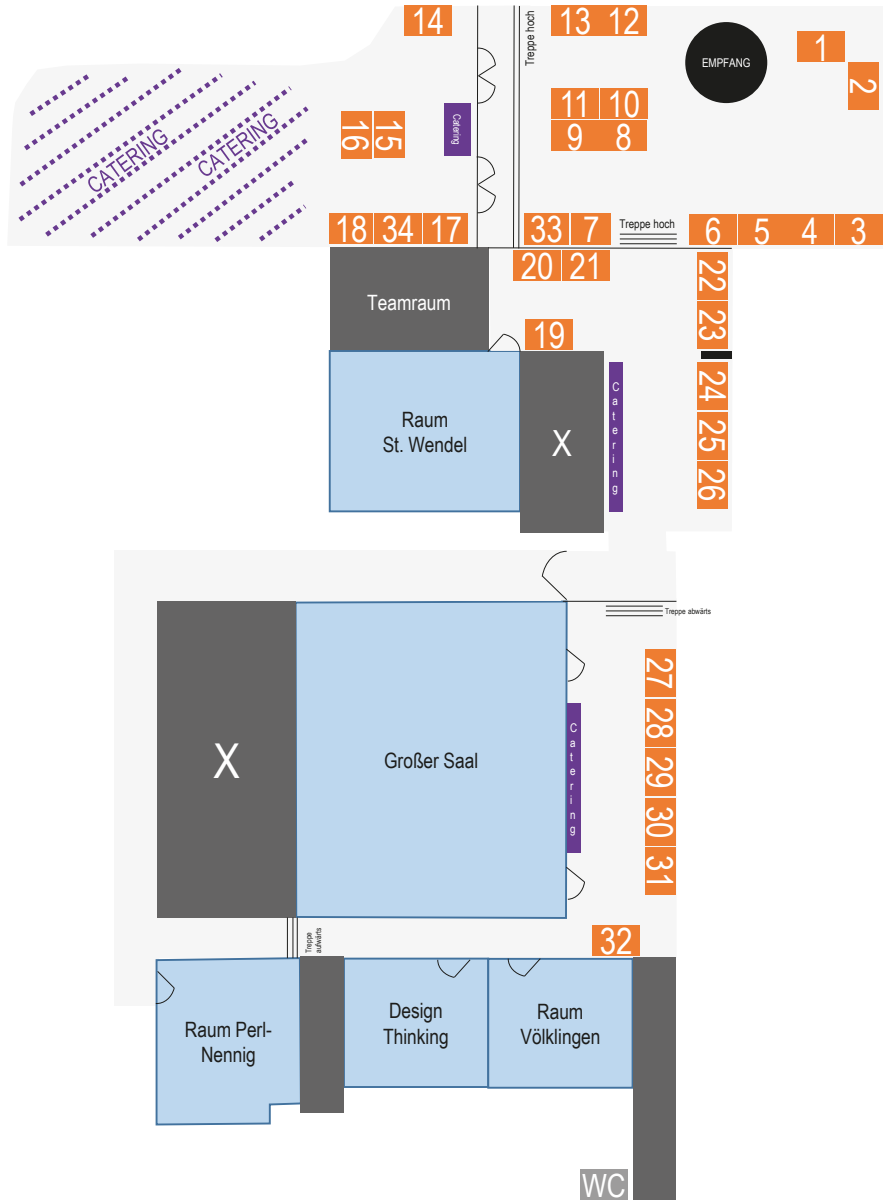 14
Treppe hoch
13
12
EMPFANG
1
2
11
10
9
8
16
15
Catering
CATERING
CATERING
18
34
17
33
7
Treppe hoch
6
5
4
3
20
21
22
23
Teamraum
19
24
25
26
Raum
St. Wendel
X
Catering
Treppe abwärts
27
28
29
30
31
X
Großer Saal
Catering
32
Treppe
aufwärts
Raum Perl-
Nennig
Design
Thinking
Raum
Völklingen
WC